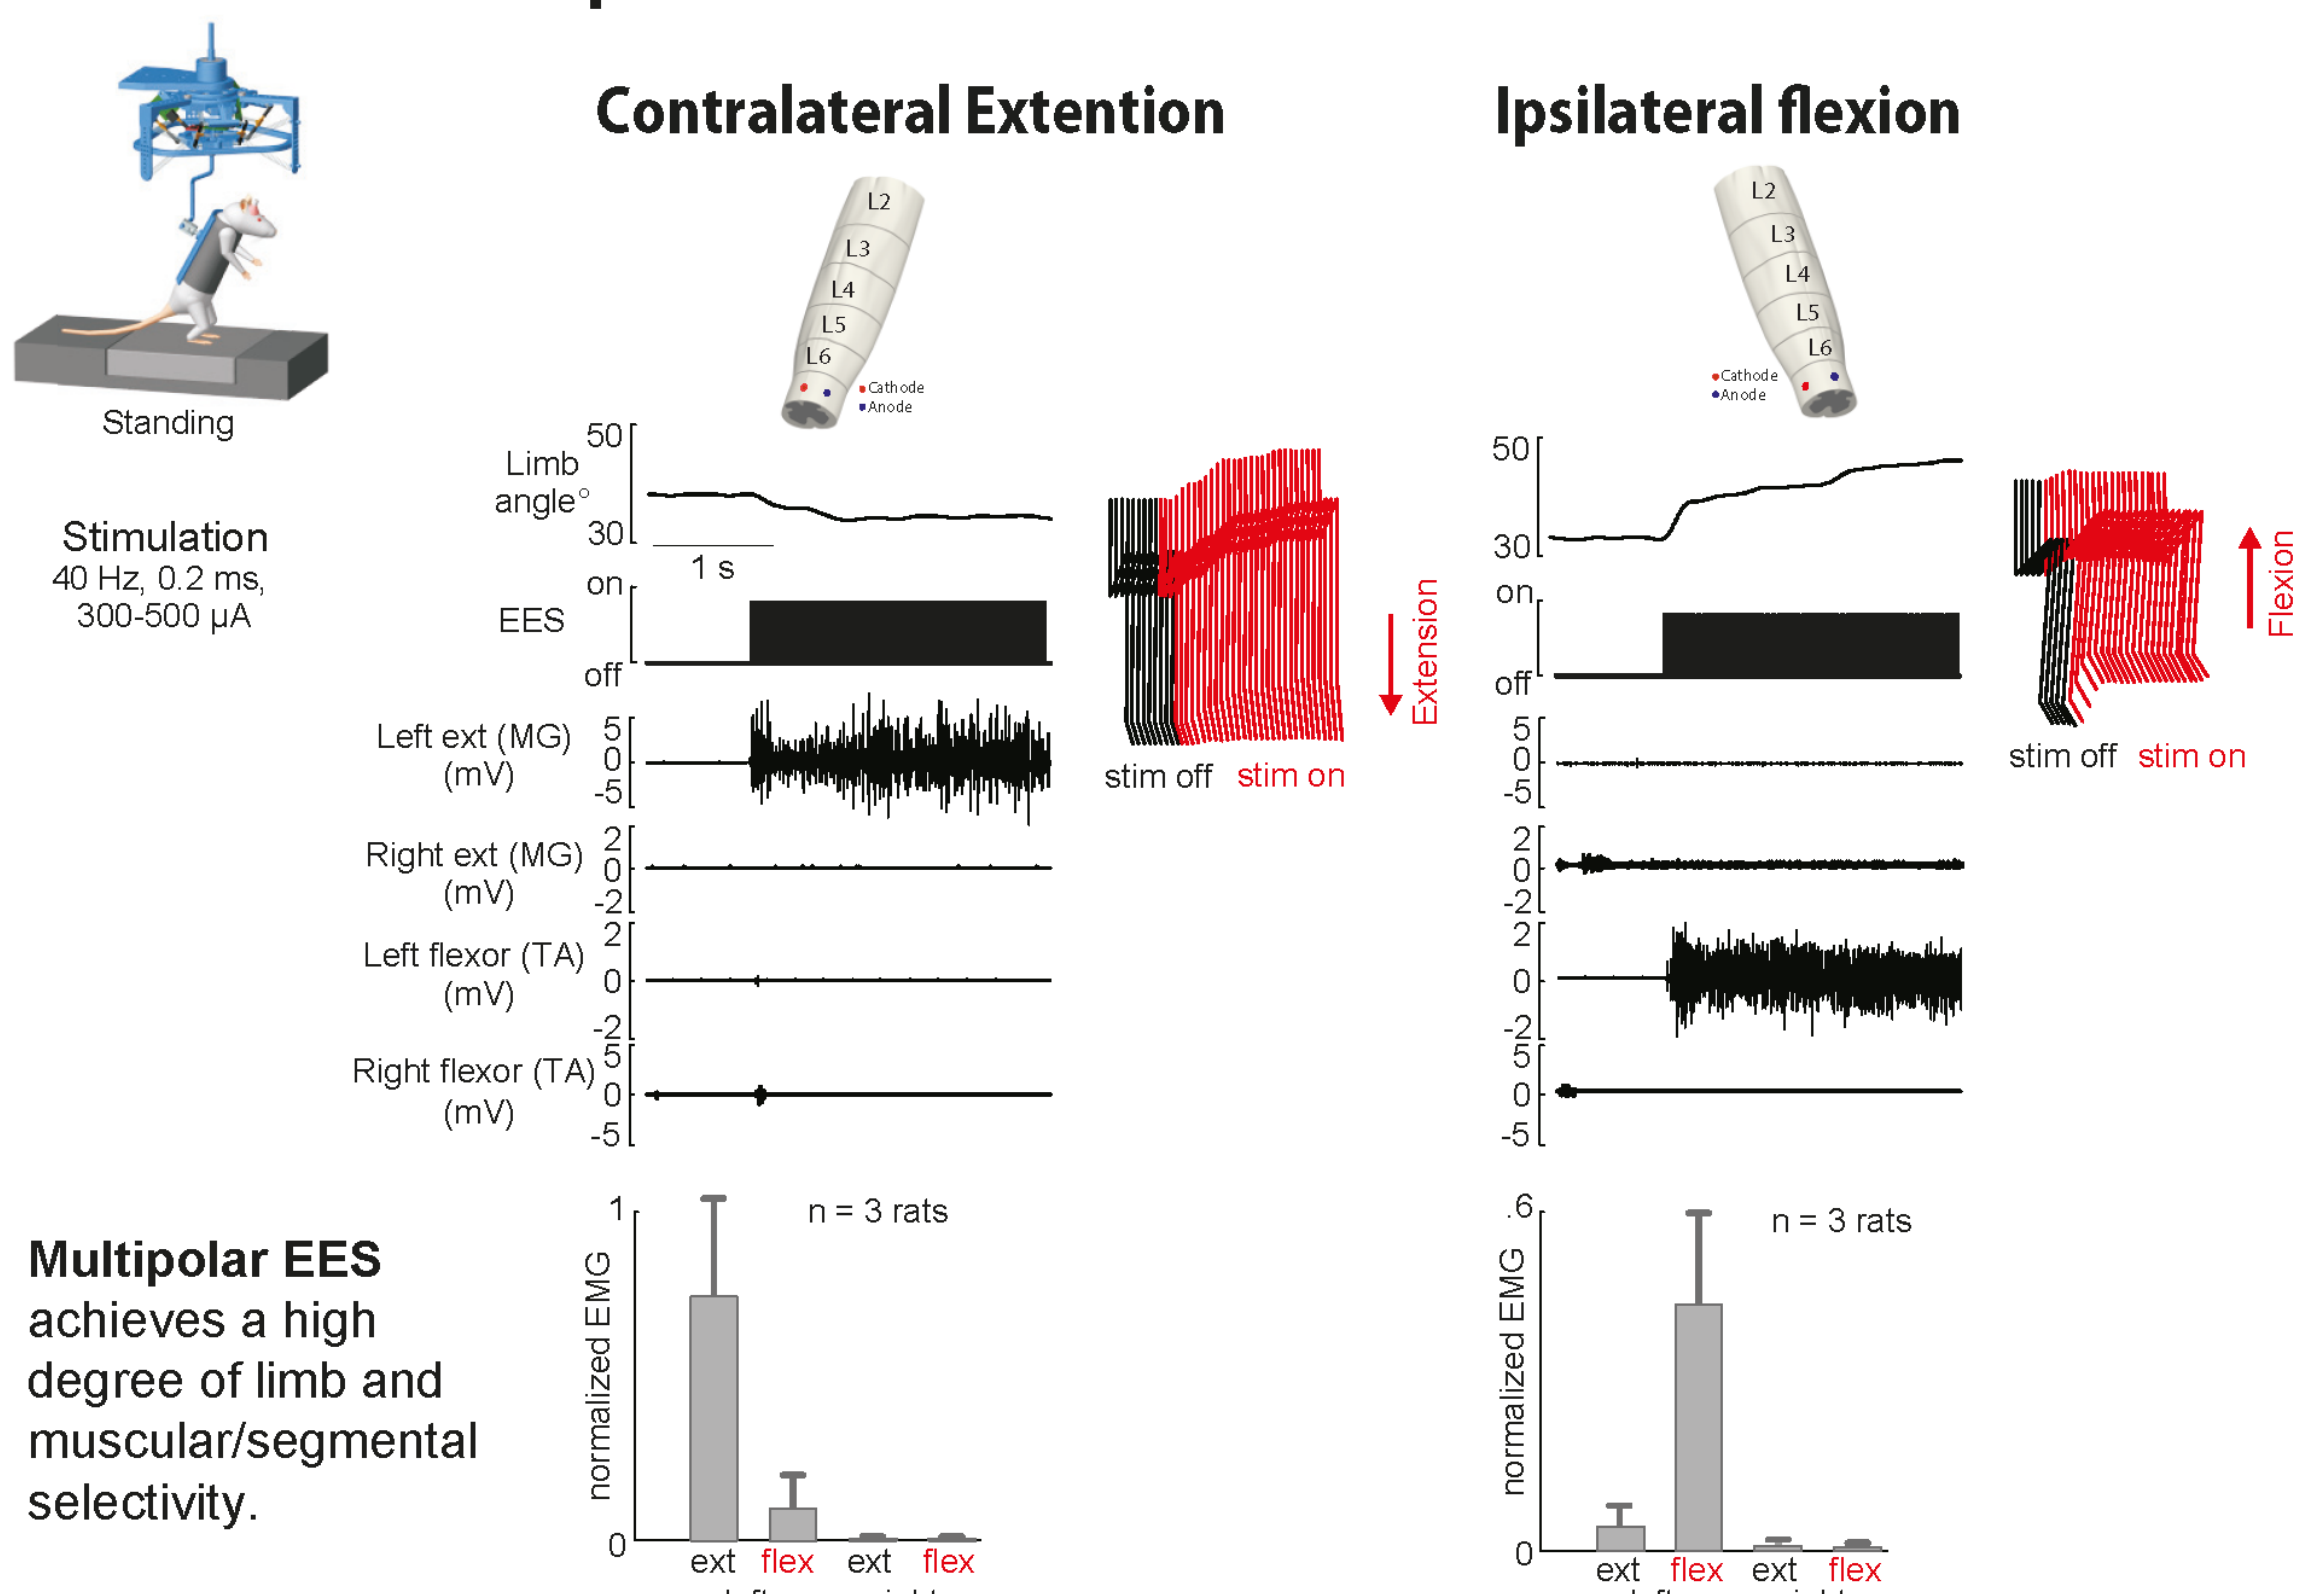 Contralateral Extention
Ipsilateral flexion
Standing
Stimulation
40 Hz, 0.2 ms,
300-500 µA
L2
L3
L4
L5
L6
Cathode
Anode
50
Limb
angle°
30
1 s
on
EES
off
Extension
stim off stim on
Left ext (MG)
(mV)
5
0
-5
Right ext (MG)
(mV)
2
0
-2
Left flexor (TA)
(mV)
2
0
-2
Right flexor (TA)
(mV)
5
0
-5
1
n = 3 rats
normalized EMG
0
ext flex ext flex
L2
L3
L4
L5
L6
Cathode
Anode
50
30
on
off
Flexion
stim off stim on
5
0
-5
2
0
-2
2
0
-2
5
0
-5
.6
n = 3 rats
normalized EMG
0
ext flex ext flex
Multipolar EES
achieves a high
degree of limb and
muscular/segmental
selectivity.